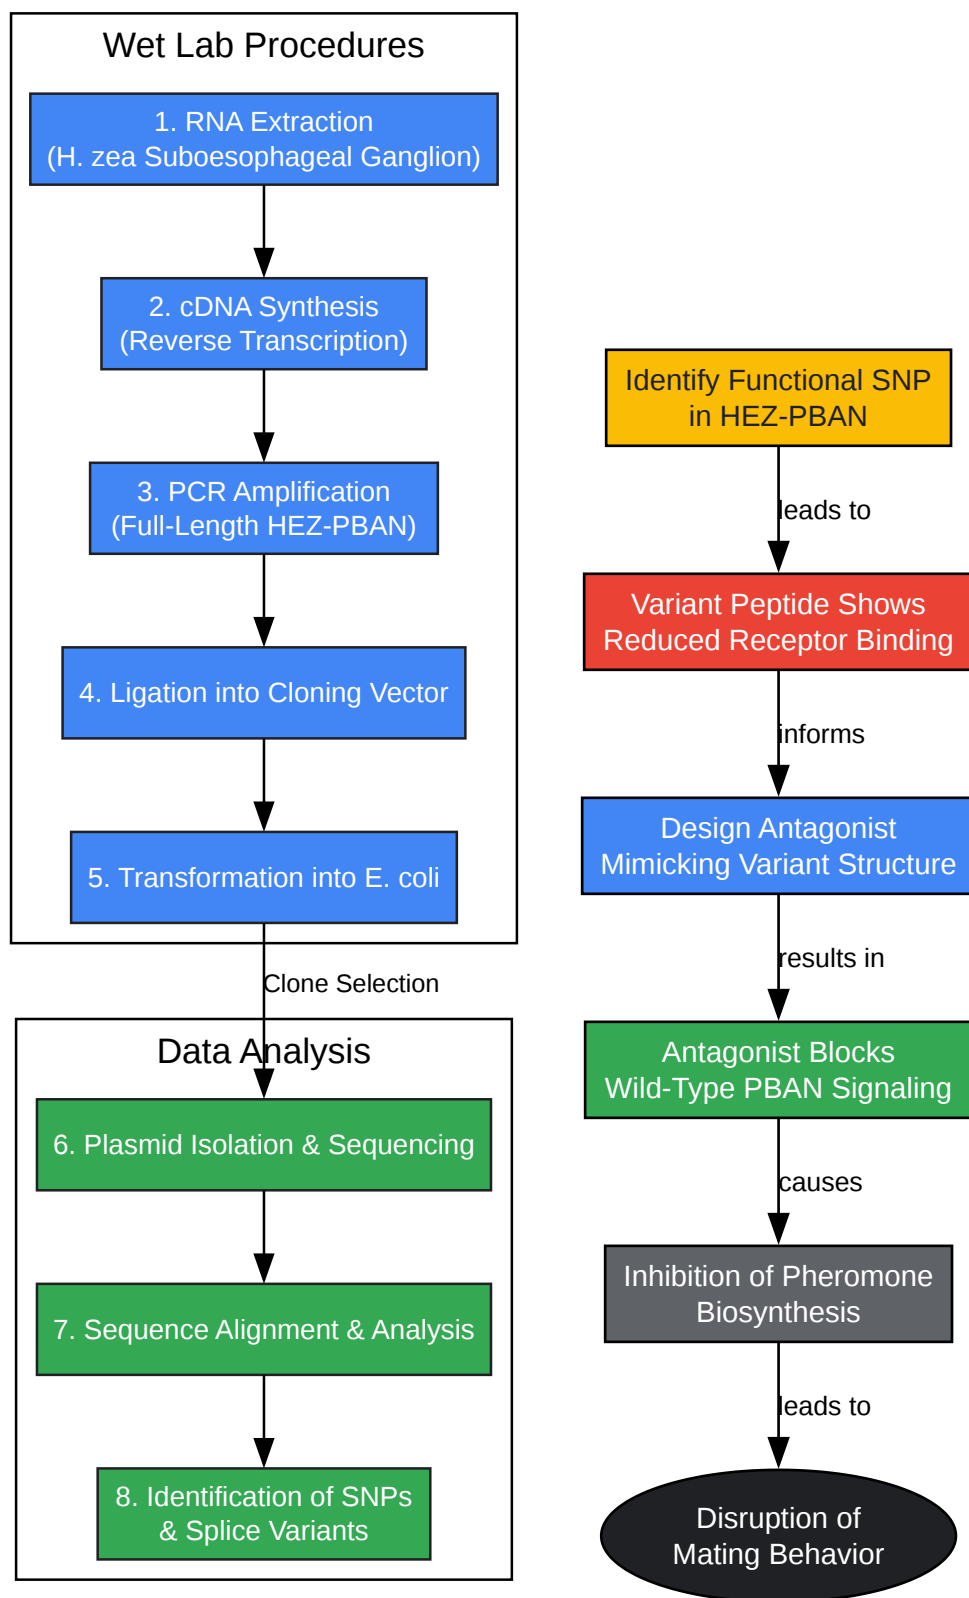 Wet Lab Procedures
1. RNA Extraction
(H. zea Suboesophageal Ganglion)
2. cDNA Synthesis
(Reverse Transcription)
3. PCR Amplification
(Full-Length HEZ-PBAN)
4. Ligation into Cloning Vector
5. Transformation into E. coli
Clone Selection
Data Analysis
6. Plasmid Isolation & Sequencing
7. Sequence Alignment & Analysis
8. Identification of SNPs
& Splice Variants
Identify Functional SNP
in HEZ-PBAN
leads to
Variant Peptide Shows
Reduced Receptor Binding
informs
Design Antagonist
Mimicking Variant Structure
results in
Antagonist Blocks
Wild-Type PBAN Signaling
causes
Inhibition of Pheromone
Biosynthesis
leads to
Disruption of
Mating Behavior